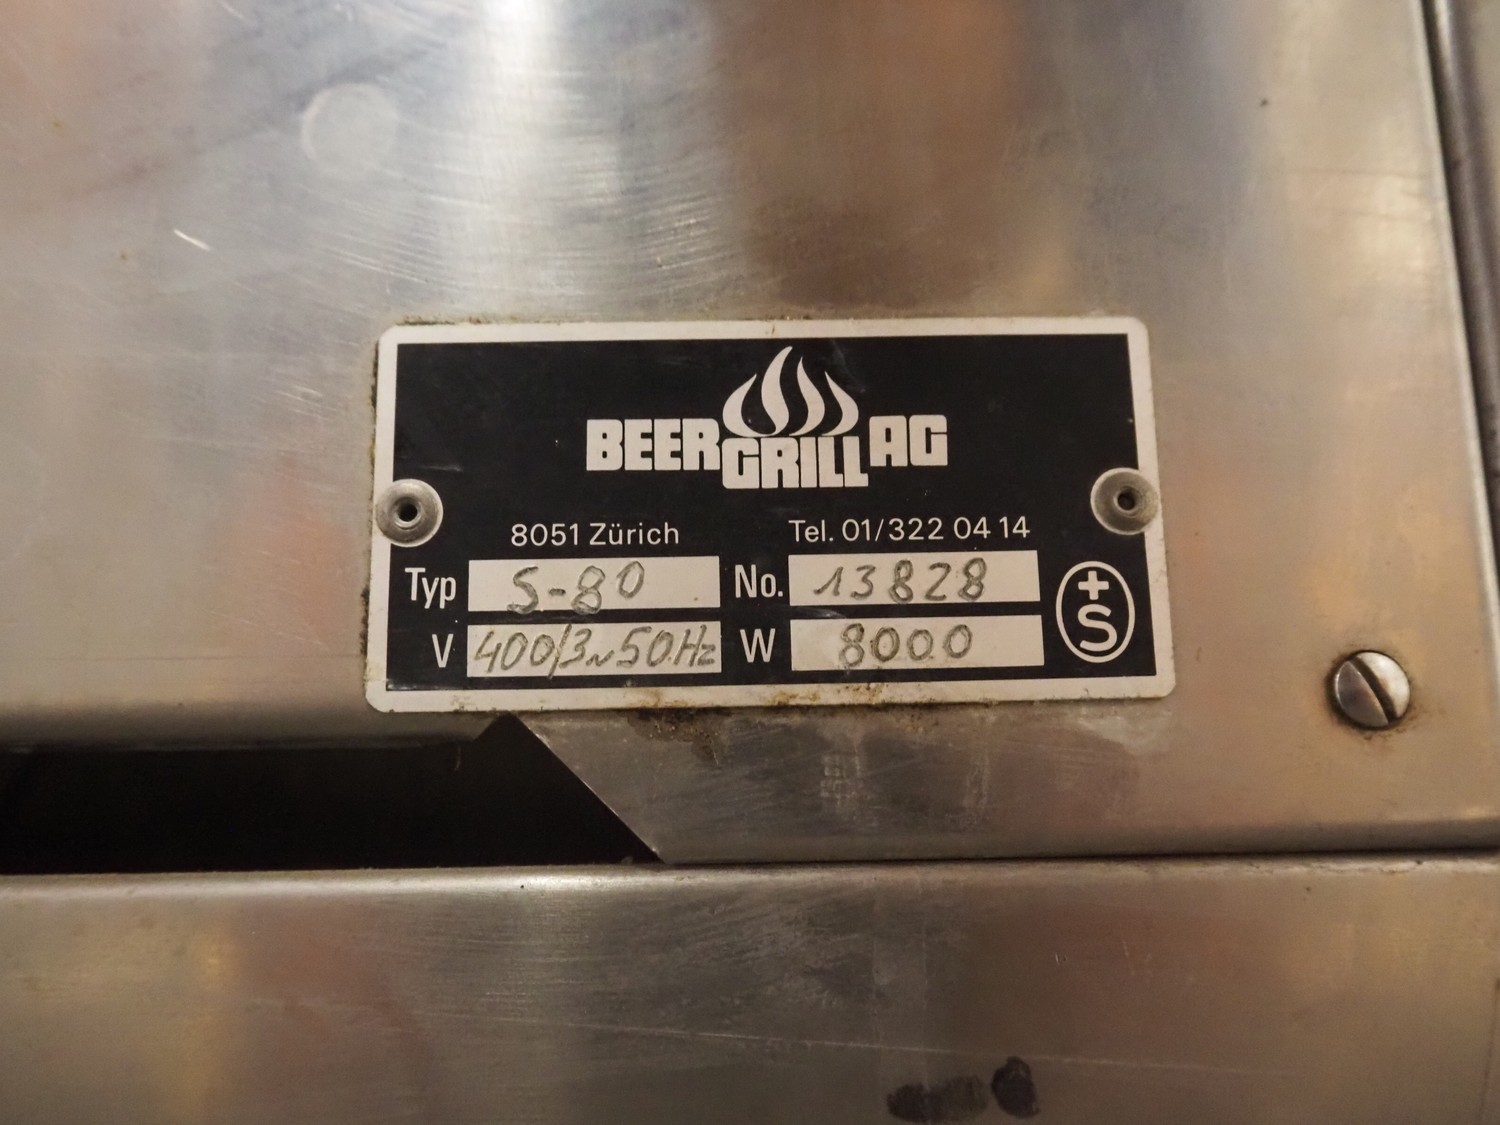 BEER GRILL AG
8051 Zürich Tel. 01/322 04 14
Typ S-80 No. 13828
V 400/3~50Hz W 8000
+S